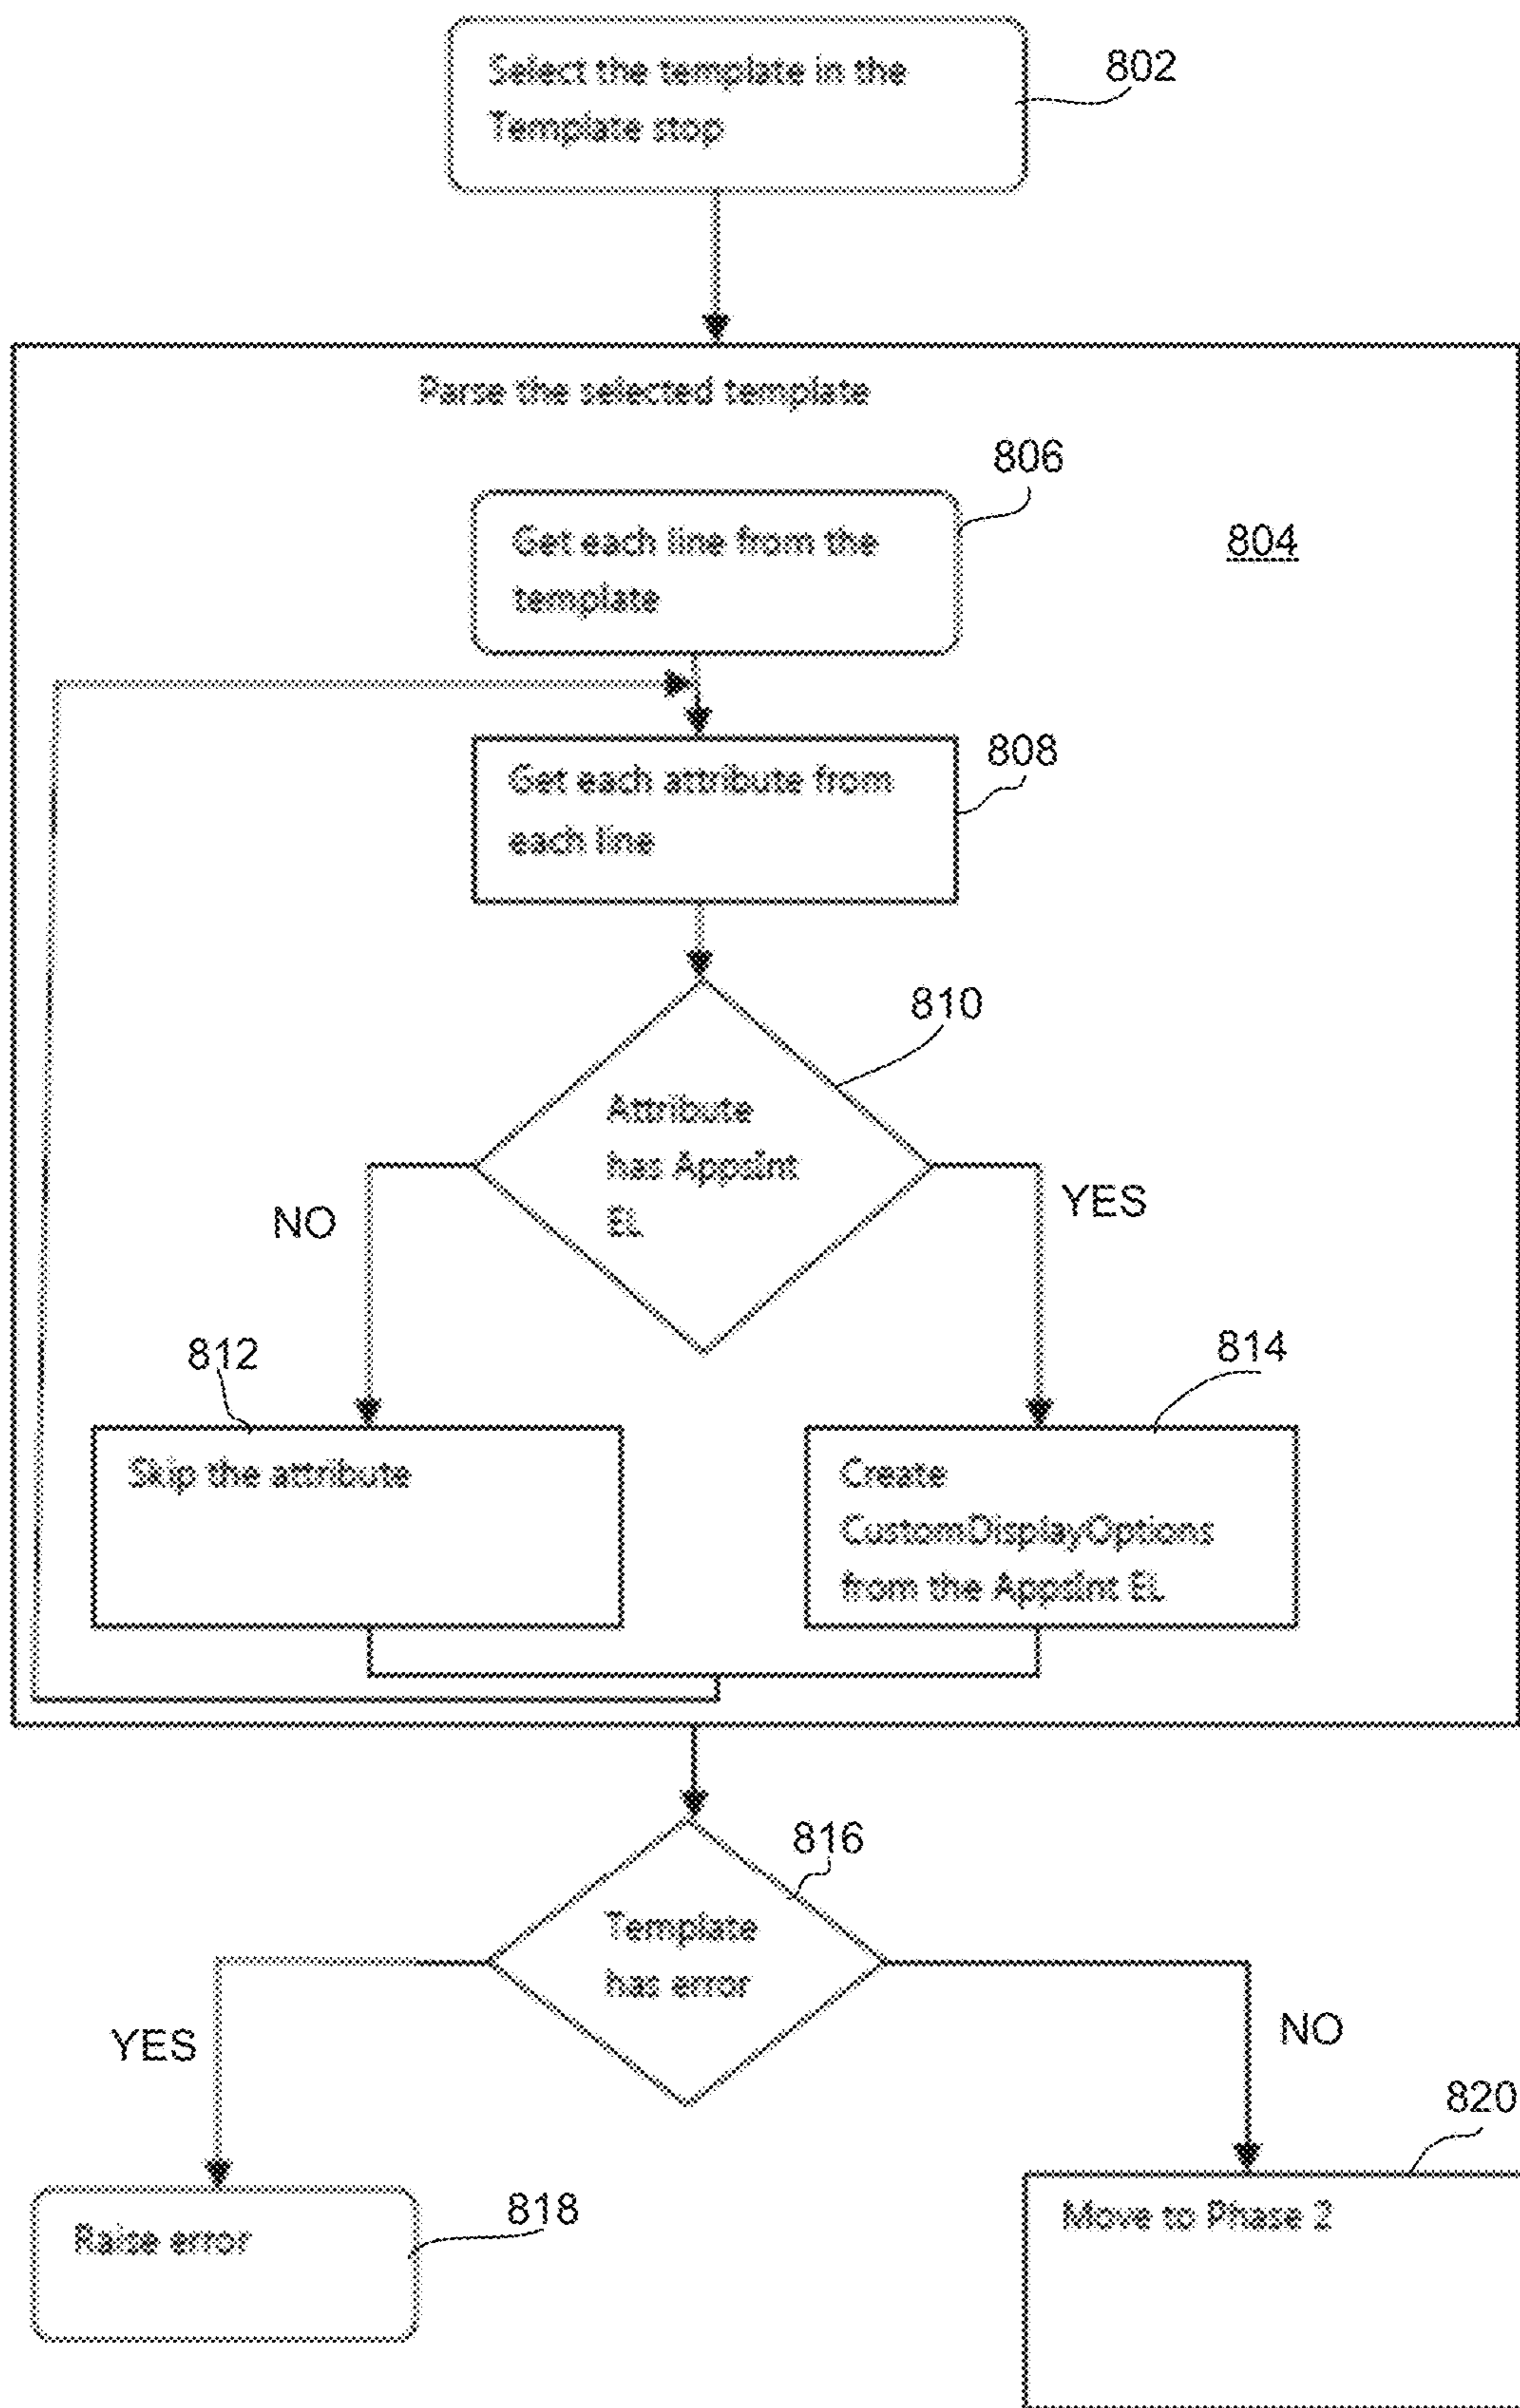 Select the template in the
Template stop
802
Parse the selected template
806
Get each line from the
template
804
808
Get each attribute from
each line
810
Attribute
has AppsInt
EL
NO
YES
812
814
Skip the attribute
Create
CustomDisplayOptions
from the AppsInt EL
816
Template
has error
YES
NO
820
818
Raise error
Move to Phase 2